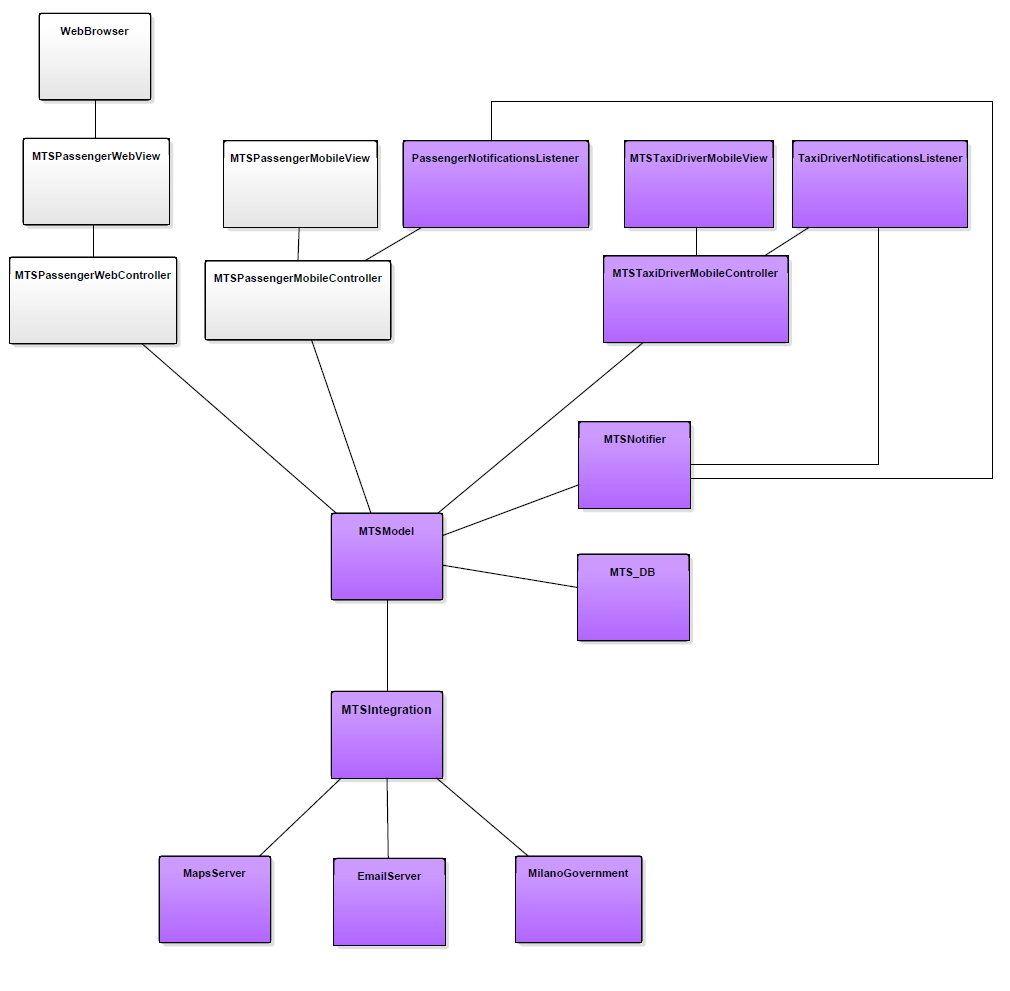 WebBrowser
MTSPassengerWebView
MTSPassengerMobileView
PassengerNotificationsListener
MTSTaxiDriverMobileView
TaxiDriverNotificationsListener
MTSPassengerWebController
MTSPassengerMobileController
MTSTaxiDriverMobileController
MTSNotifier
MTSModel
MTS_DB
MTSIntegration
MapsServer
EmailServer
MilanoGovernment